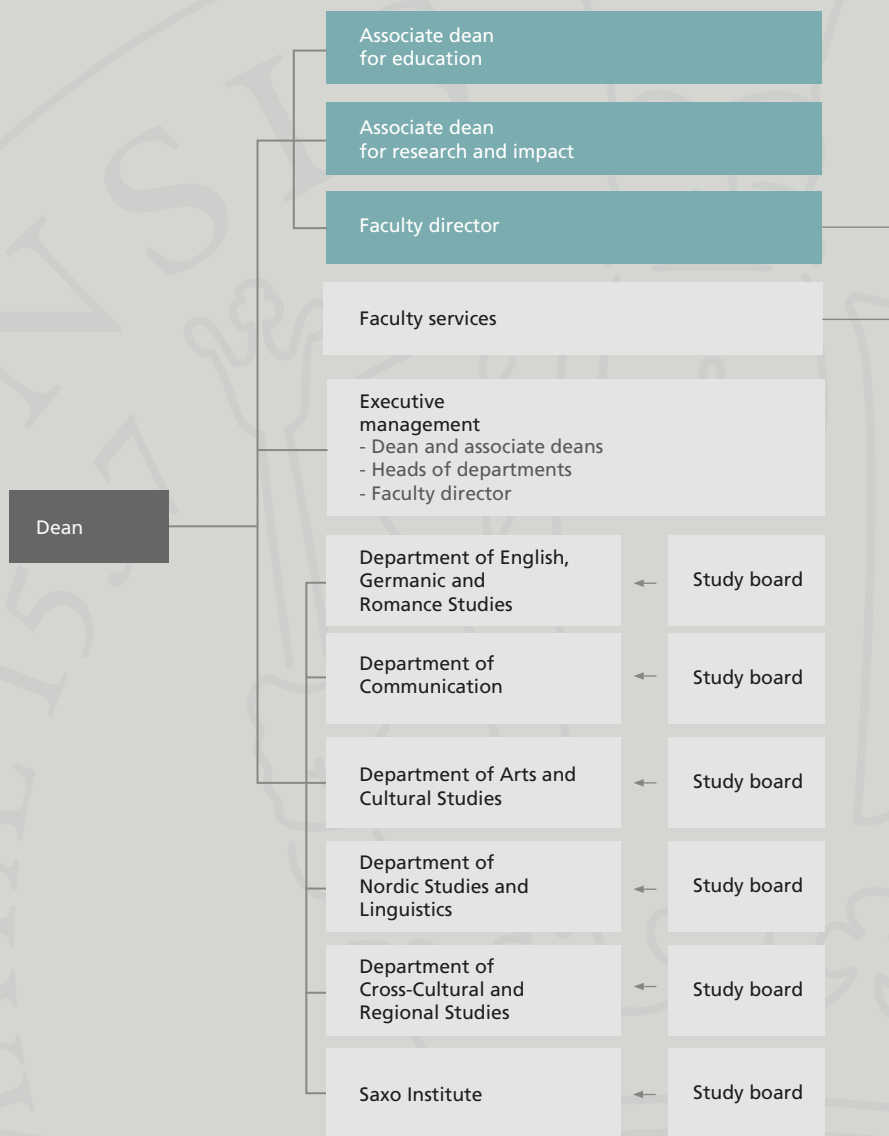 Associate dean
for education
Associate dean
for research and impact
Faculty director
Faculty services
Executive
management
- Dean and associate deans
- Heads of departments
- Faculty director
Dean
Department of English,
Germanic and
Romance Studies
Study board
Department of
Communication
Study board
Department of Arts and
Cultural Studies
Study board
Department of
Nordic Studies and
Linguistics
Study board
Department of
Cross-Cultural and
Regional Studies
Study board
Saxo Institute
Study board